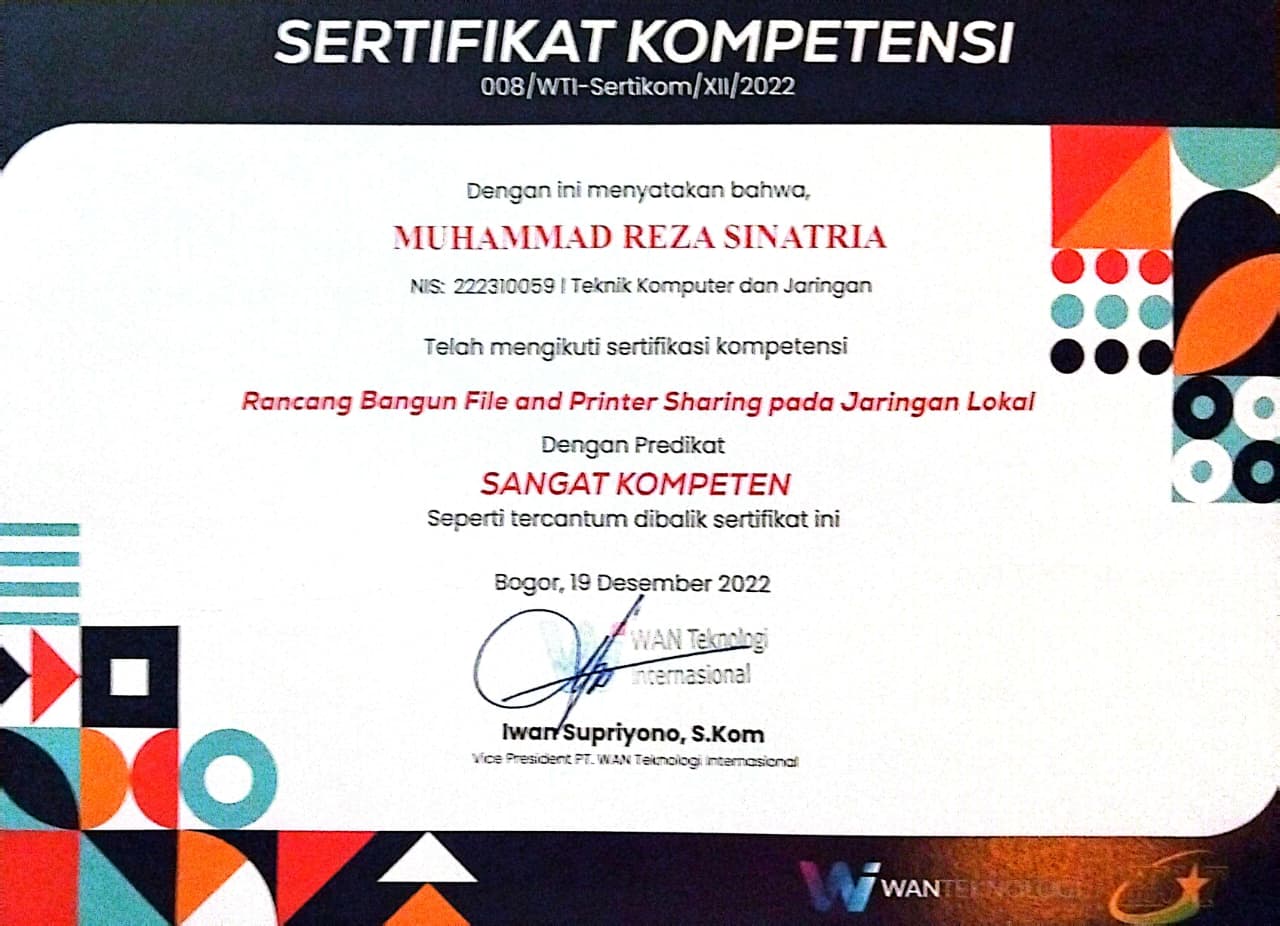 SERTIFIKAT KOMPETENSI
008/WTI-Sertikom/XII/2022
Dengan ini menyatakan bahwa,
MUHAMMAD REZA SINATRIA
NIS: 222310059 | Teknik Komputer dan Jaringan
Telah mengikuti sertifikasi kompetensi
Rancang Bangun File and Printer Sharing pada Jaringan Lokal
Dengan Predikat
SANGAT KOMPETEN
Seperti tercantum dibalik sertifikat ini
Bogor, 19 Desember 2022
WAN Teknologi
Internasional
Iwan Supriyono, S.Kom
Vice President PT. WAN Teknologi Internasional
WANTEKNOLOGI